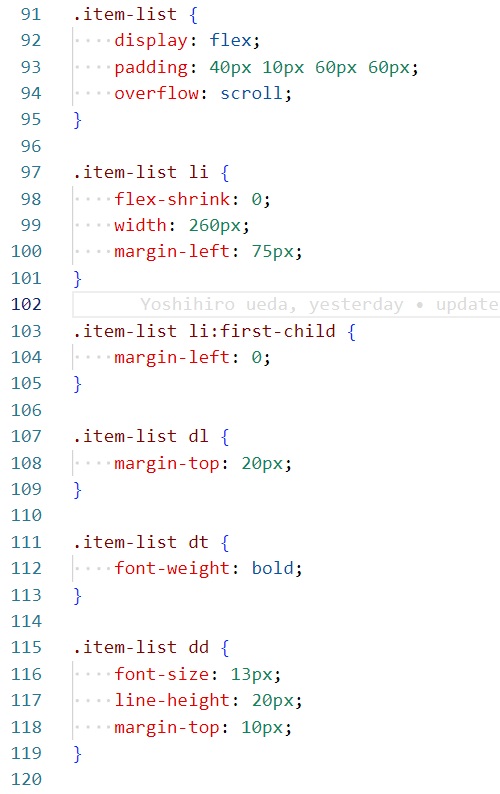 91 .item-list {
92     display: flex;
93     padding: 40px 10px 60px 60px;
94     overflow: scroll;
95 }
96
97 .item-list li {
98     flex-shrink: 0;
99     width: 260px;
100     margin-left: 75px;
101 }
102 Yoshihiro ueda, yesterday • update
103 .item-list li:first-child {
104     margin-left: 0;
105 }
106
107 .item-list dl {
108     margin-top: 20px;
109 }
110
111 .item-list dt {
112     font-weight: bold;
113 }
114
115 .item-list dd {
116     font-size: 13px;
117     line-height: 20px;
118     margin-top: 10px;
119 }
120